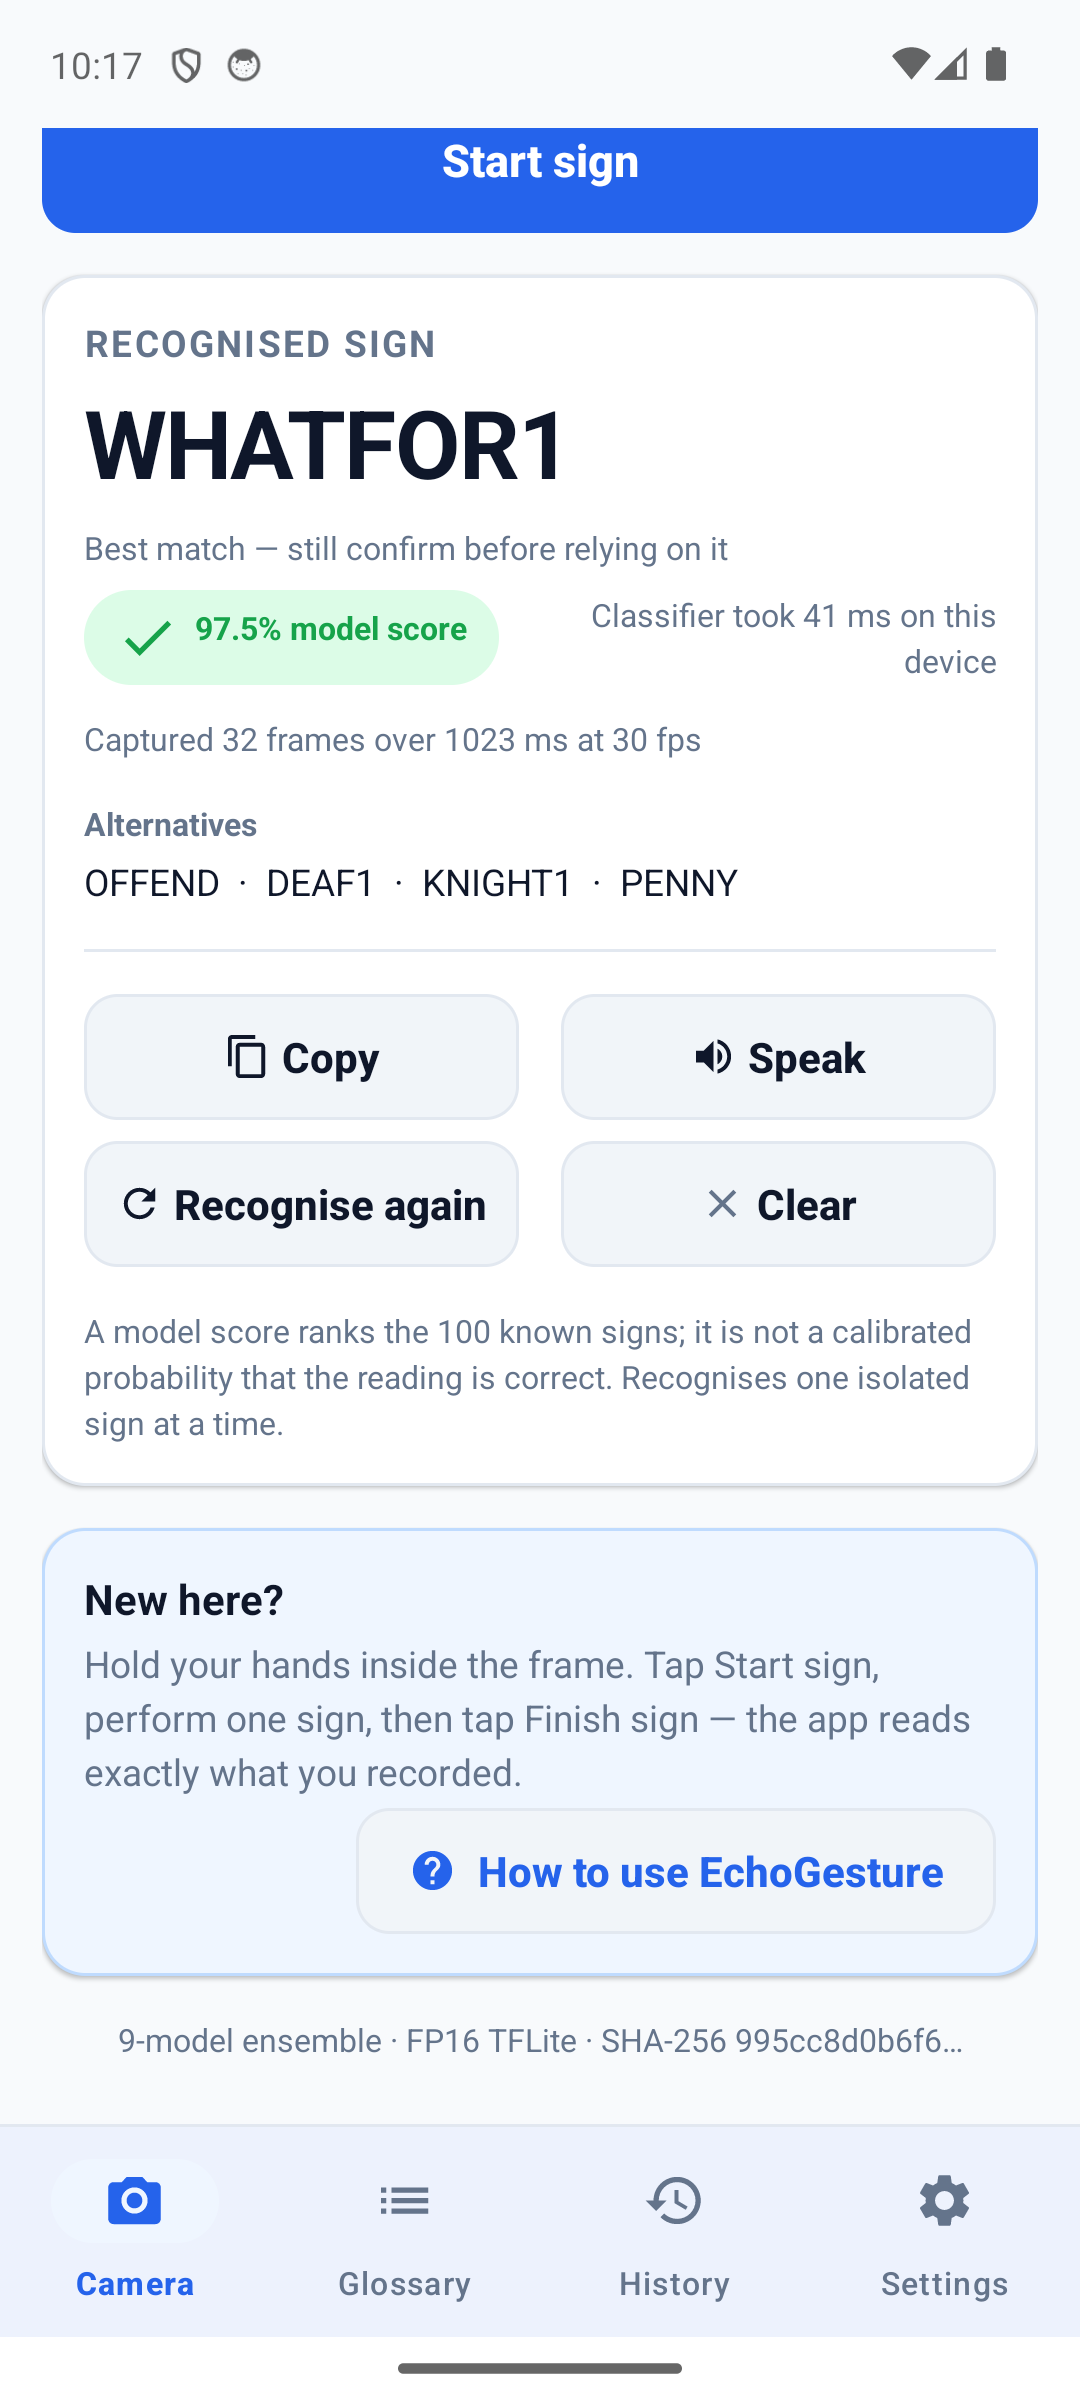 10:17
Start sign
RECOGNISED SIGN
WHATFOR1
Best match — still confirm before relying on it
97.5% model score
Classifier took 41 ms on this
device
Captured 32 frames over 1023 ms at 30 fps
Alternatives
OFFEND · DEAF1 · KNIGHT1 · PENNY
Copy
Speak
Recognise again
Clear
A model score ranks the 100 known signs; it is not a calibrated
probability that the reading is correct. Recognises one isolated
sign at a time.
New here?
Hold your hands inside the frame. Tap Start sign,
perform one sign, then tap Finish sign — the app reads
exactly what you recorded.
How to use EchoGesture
9-model ensemble · FP16 TFLite · SHA-256 995cc8d0b6f6…
Camera
Glossary
History
Settings